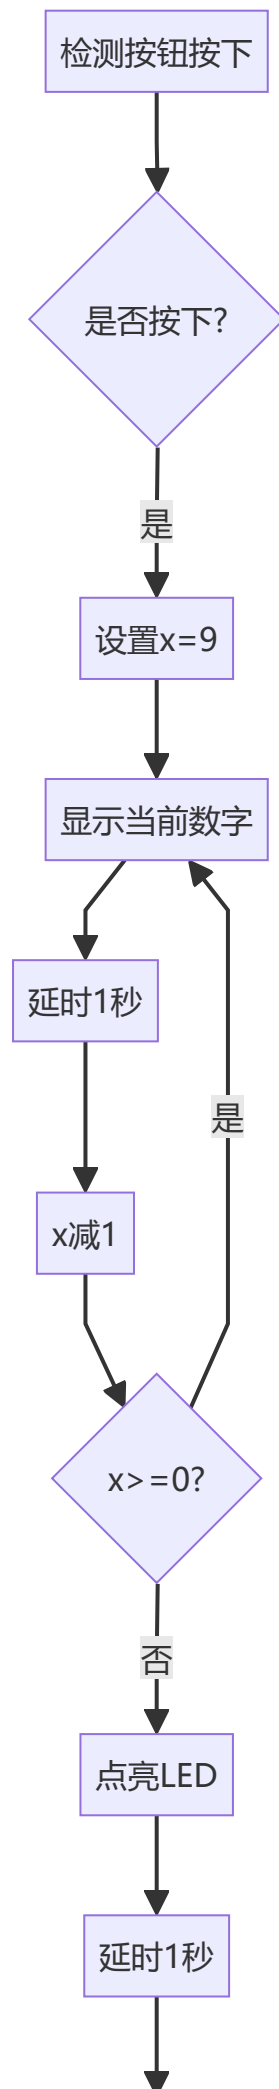 检测按钮按下
是否按下?
是
设置x=9
显示当前数字
延时1秒
是
x减1
x>=0?
否
点亮LED
延时1秒